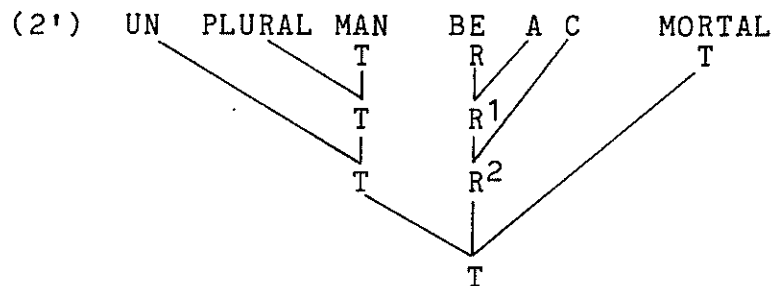 (2') UN PLURAL MAN BE A C MORTAL
T R T
T R1
T R2
T